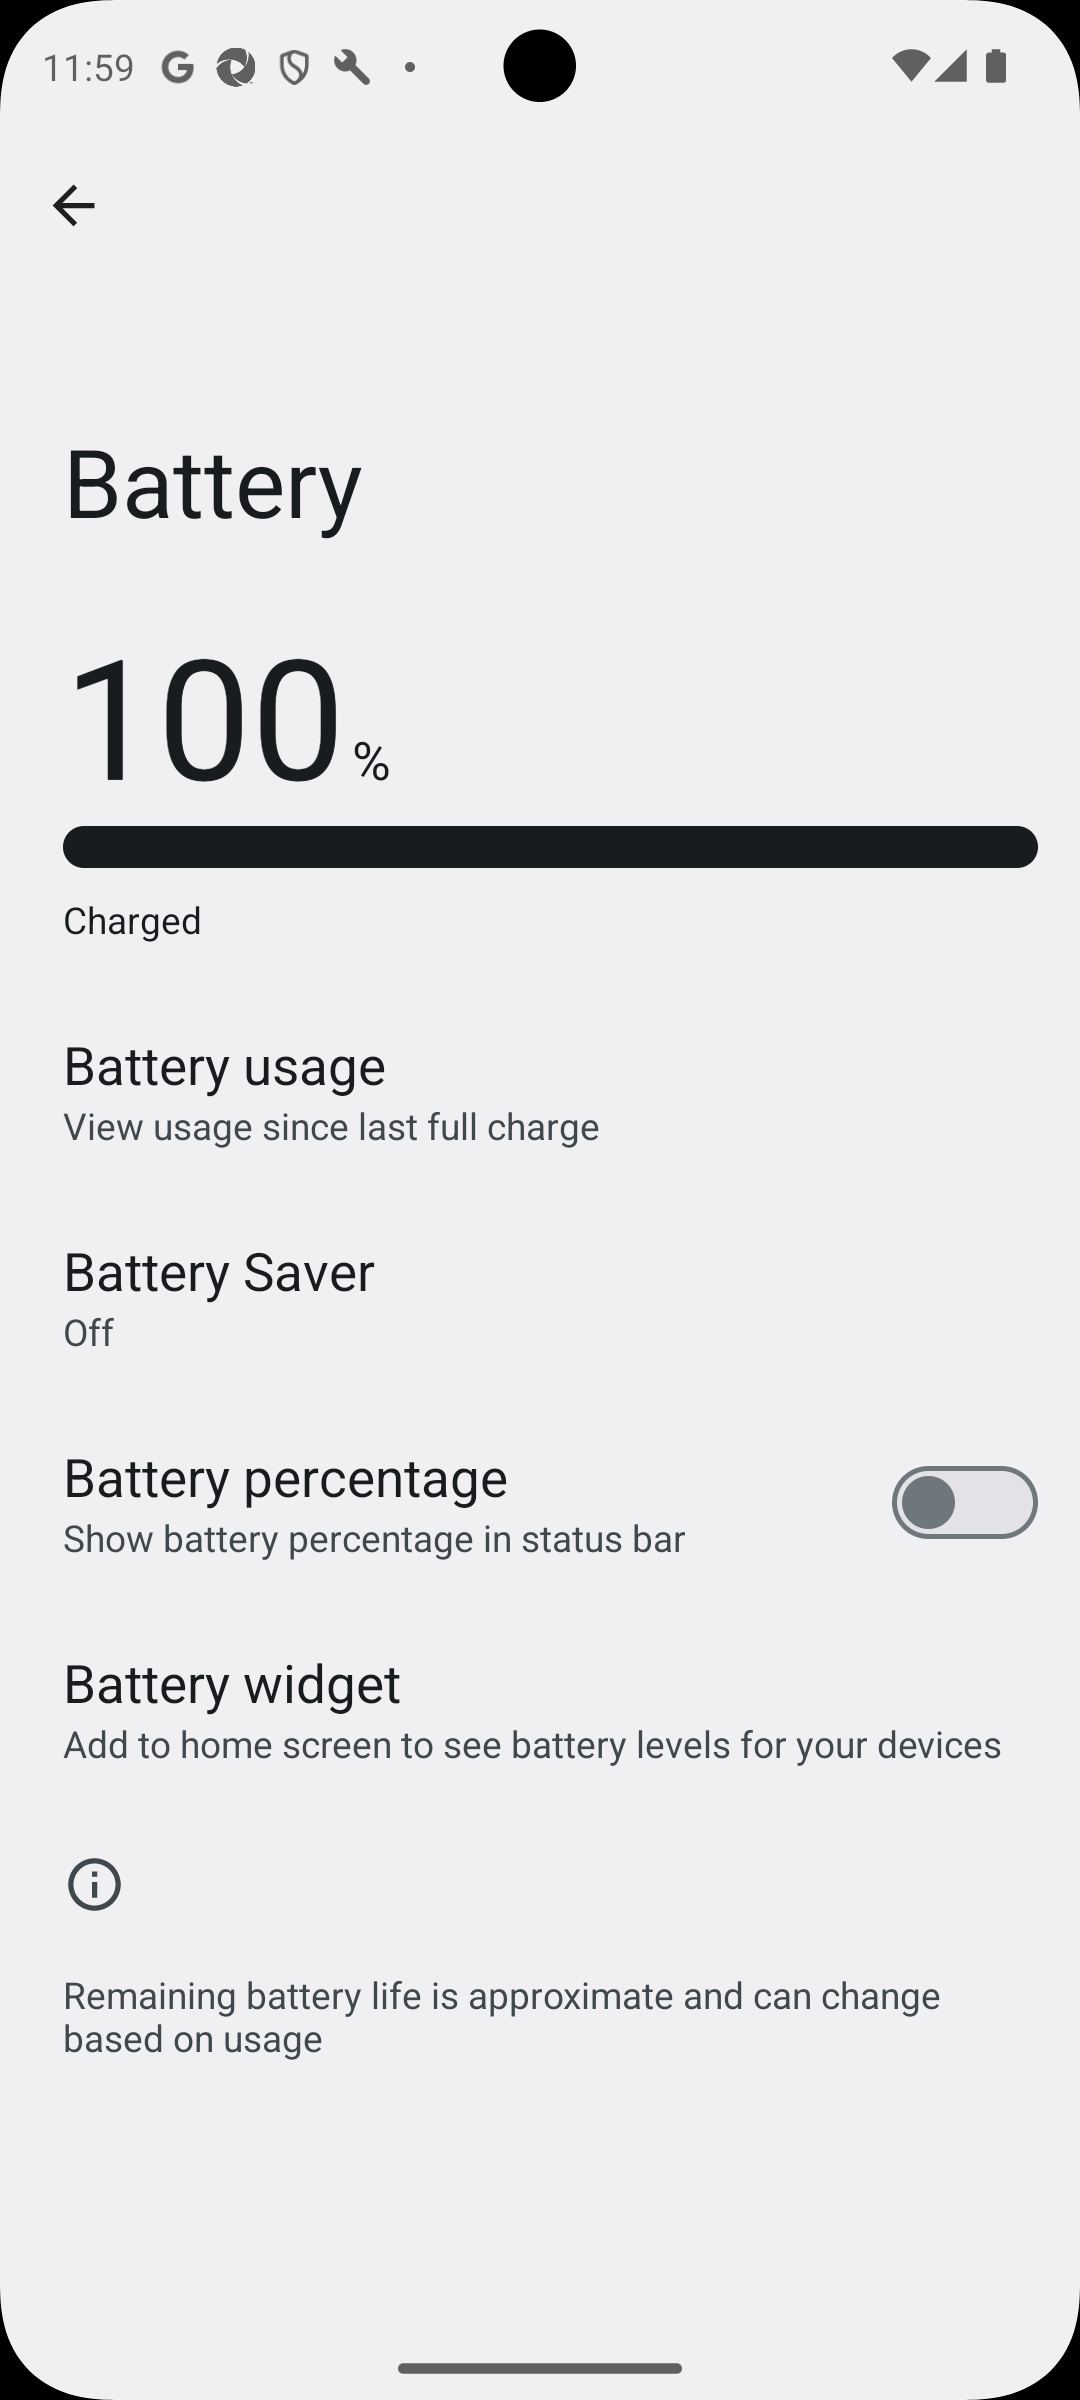 11:59
Battery
100 %
Charged
Battery usage
View usage since last full charge
Battery Saver
Off
Battery percentage
Show battery percentage in status bar
Battery widget
Add to home screen to see battery levels for your devices
Remaining battery life is approximate and can change
based on usage